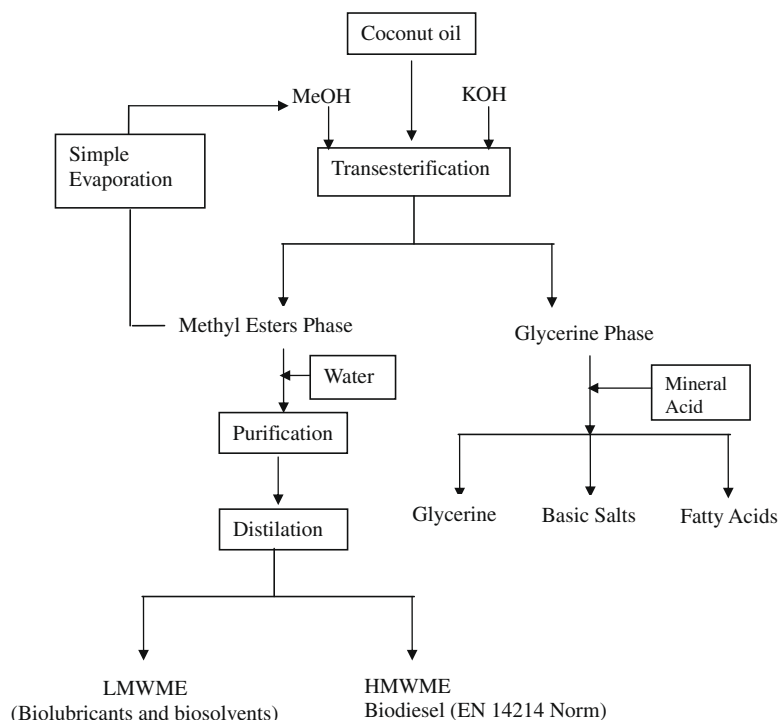 Coconut oil
MeOH
KOH
Simple
Evaporation
Transesterification
Methyl Esters Phase
Glycerine Phase
Water
Mineral
Acid
Purification
Glycerine
Basic Salts
Fatty Acids
Distilation
LMWME
(Biolubricants and biosolvents)
HMWME
Biodiesel (EN 14214 Norm)